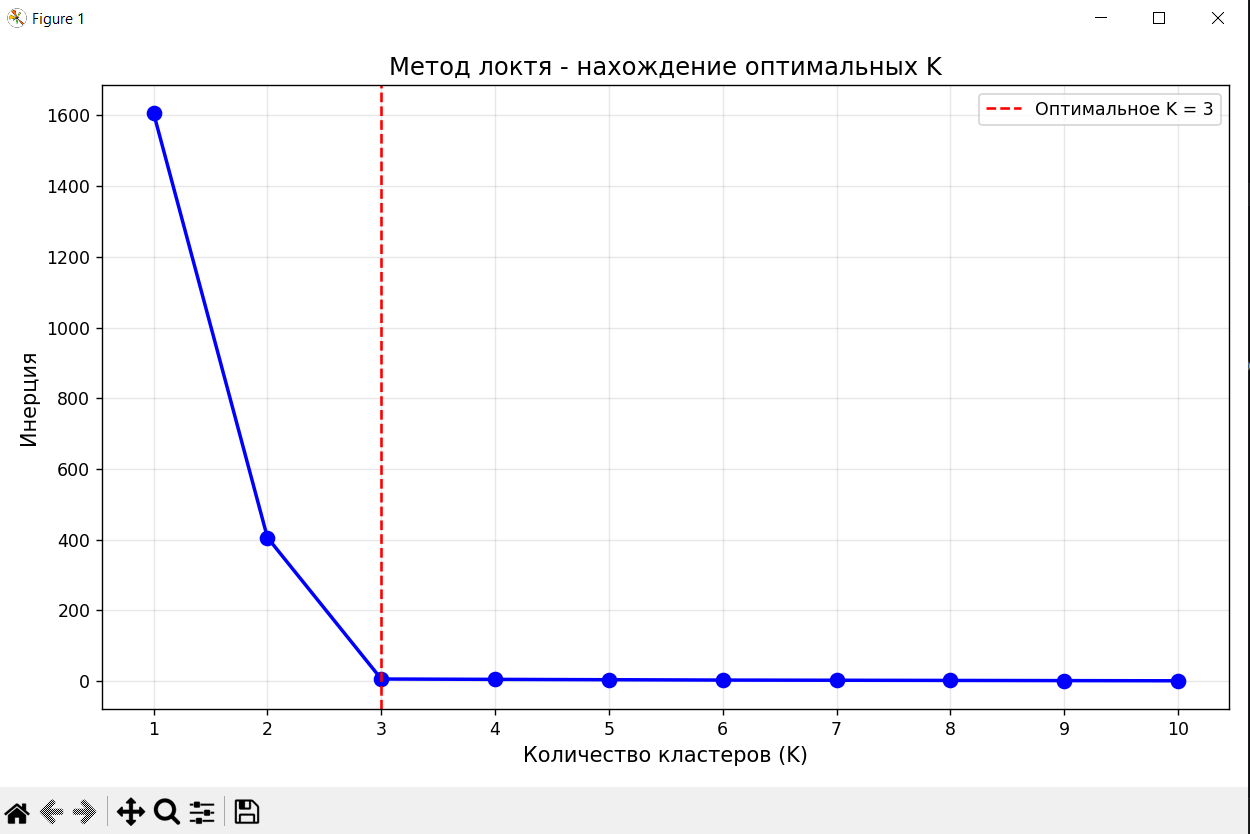 Figure 1
Метод локтя - нахождение оптимальных K
Оптимальное K = 3
1600
1400
1200
1000
800
600
400
200
0
Инерция
1 2 3 4 5 6 7 8 9 10
Количество кластеров (K)